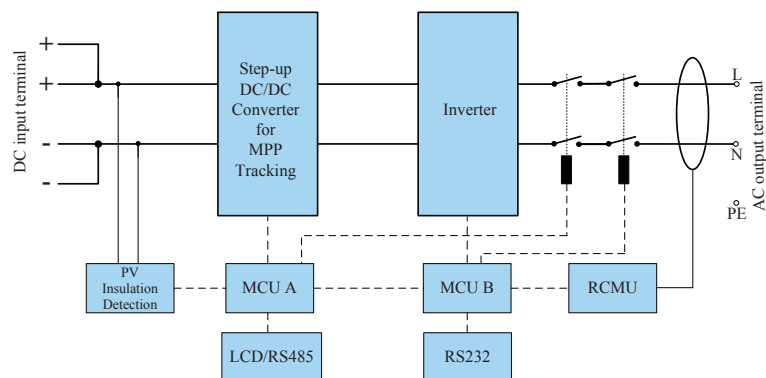 DC input terminal
+
+
-
-
Step-up
DC/DC
Converter
for
MPP
Tracking
Inverter
L
N
PE
AC output terminal
PV
Insulation
Detection
MCU A
MCU B
RCMU
LCD/RS485
RS232